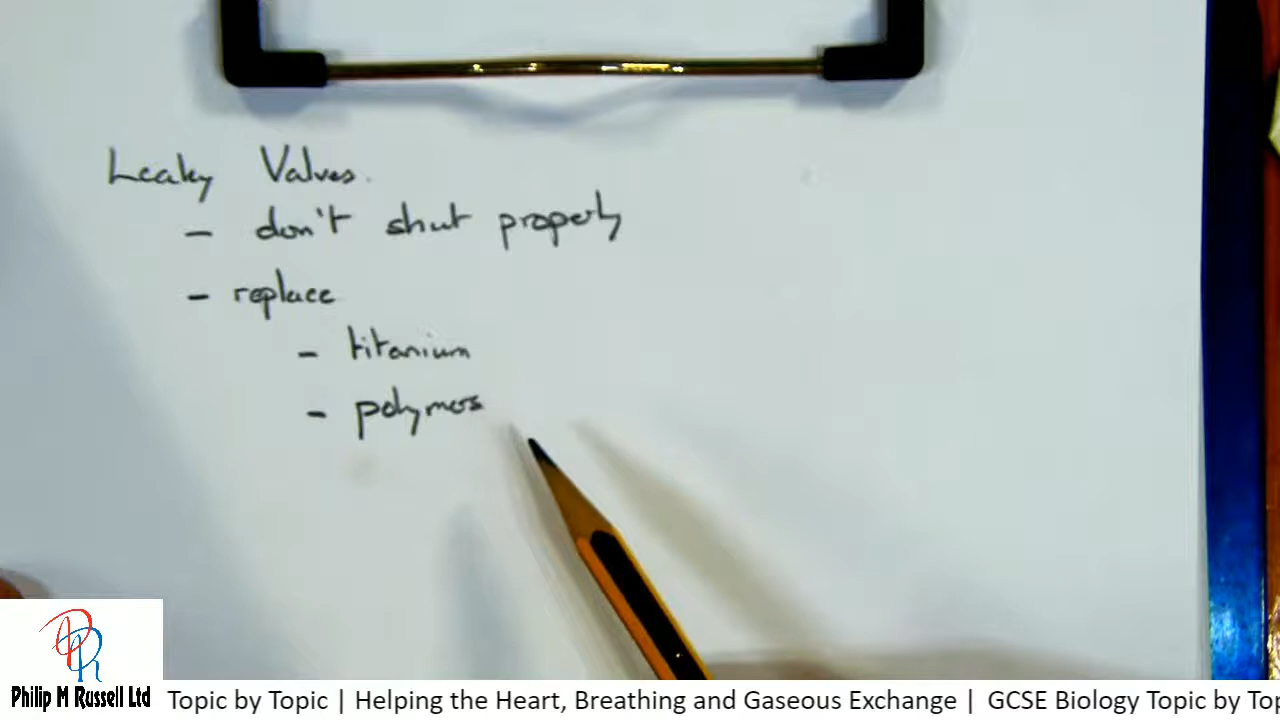 Leaky Valves.
- don't shut properly
- replace
- titanium
- polymers
Philip M Russell Ltd
Topic by Topic | Helping the Heart, Breathing and Gaseous Exchange | GCSE Biology Topic by Top